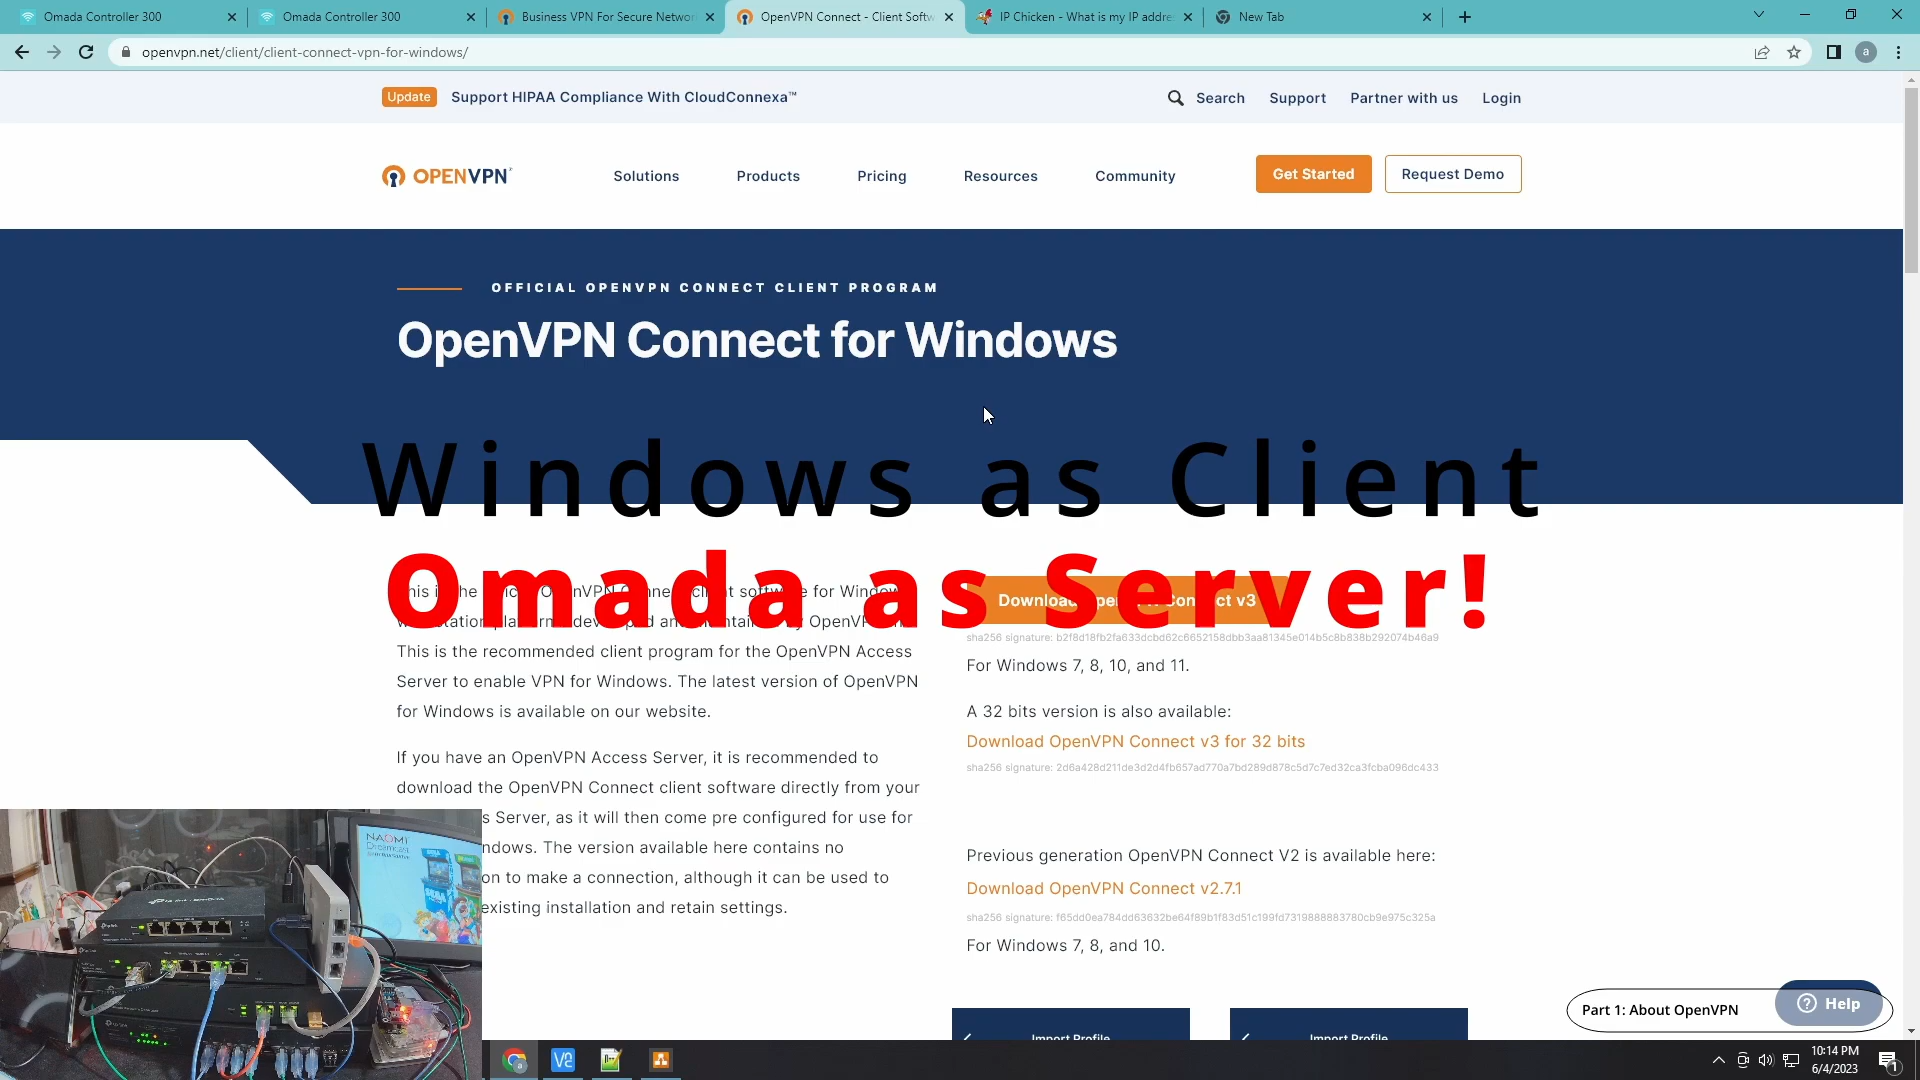 Omada Controller 300
Omada Controller 300
Business VPN For Secure Networ
OpenVPN Connect - Client Softw
IP Chicken - What is my IP addre
New Tab
openvpn.net/client/client-connect-vpn-for-windows/
a
Update Support HIPAA Compliance With CloudConnexa™
Search Support Partner with us Login
OPENVPN
Solutions Products Pricing Resources Community
Get Started Request Demo
OFFICIAL OPENVPN CONNECT CLIENT PROGRAM
OpenVPN Connect for Windows
Windows as Client
Omada as Server!
This is the recommended client program for the OpenVPN Access
Server to enable VPN for Windows. The latest version of OpenVPN
for Windows is available on our website.
If you have an OpenVPN Access Server, it is recommended to
download the OpenVPN Connect client software directly from your
s Server, as it will then come pre configured for use for
ndows. The version available here contains no
on to make a connection, although it can be used to
existing installation and retain settings.
sha256 signature: b2f8d18fb2fa633dcbd62c6652158dbb3aa81345e014b5c8b838b292074b46a9
For Windows 7, 8, 10, and 11.
A 32 bits version is also available:
Download OpenVPN Connect v3 for 32 bits
sha256 signature: 2d6a428d211de3d2d4fb657ad770a7bd289d878c5d7c7ed32ca3fcba096dc433
Previous generation OpenVPN Connect V2 is available here:
Download OpenVPN Connect v2.7.1
sha256 signature: f65dd0ea784dd63632be64f89b1f83d51c199fd7319888883780cb9e975c325a
For Windows 7, 8, and 10.
Import Profile
Import Profile
Part 1: About OpenVPN
Help
NAOMI
Dreamcast
10:14 PM
6/4/2023
1